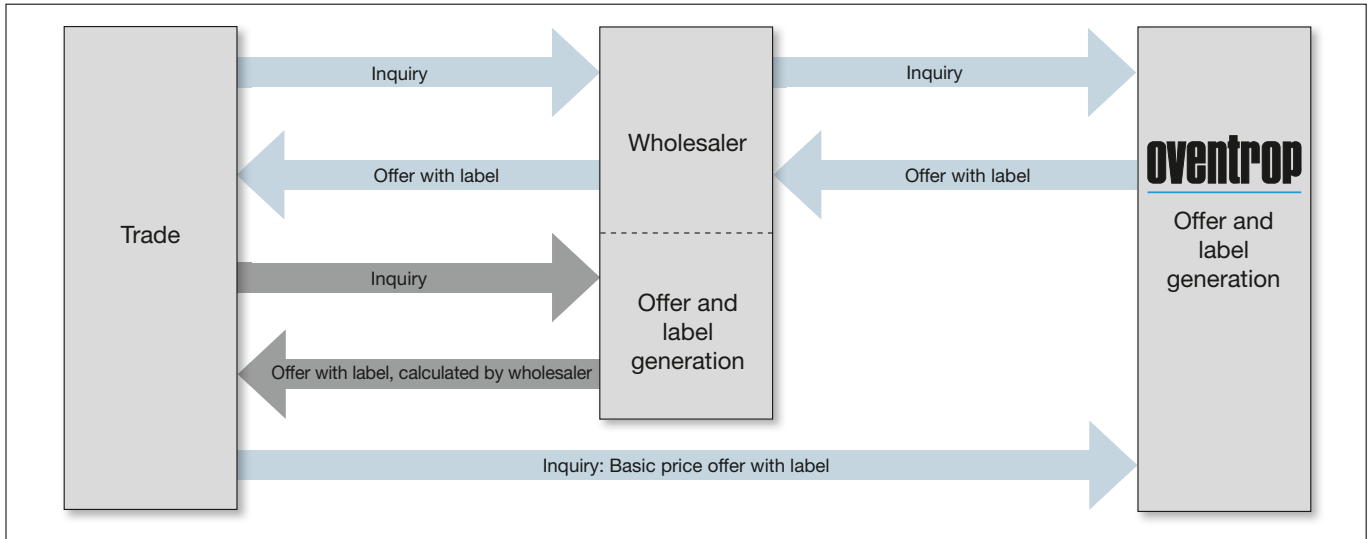 Inquiry
Inquiry
Wholesaler
oventrop
Offer with label
Offer with label
Trade
Offer and
label
generation
Inquiry
Offer and
label
generation
Offer with label, calculated by wholesaler
Inquiry: Basic price offer with label